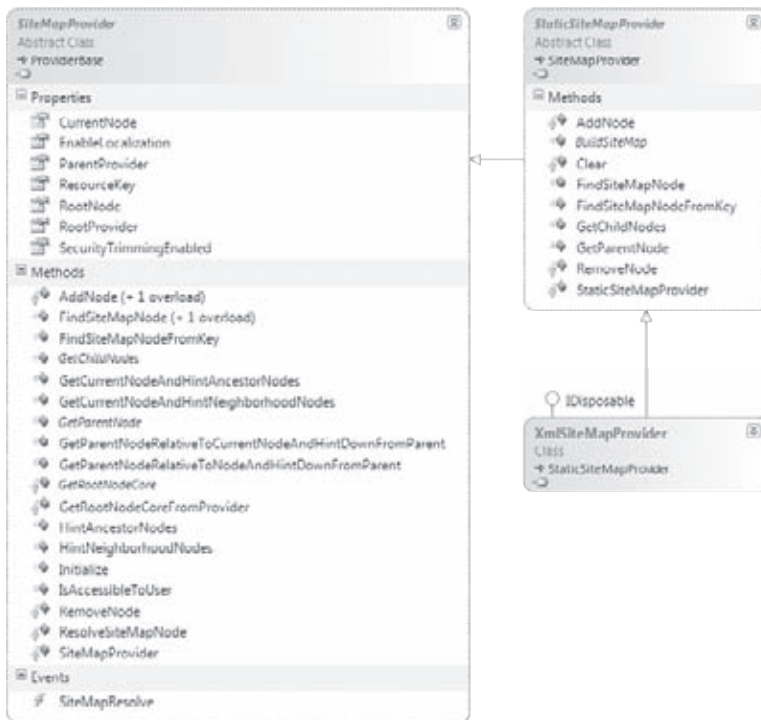 SiteMapProvider
Abstract Class
ProviderBase
Properties
CurrentNode
EnableLocalization
ParentProvider
ResourceKey
RootNode
RootProvider
SecurityTrimmingEnabled
Methods
AddNode (+ 1 overload)
FindSiteMapNode (+ 1 overload)
FindSiteMapNodeFromKey
GetChildNodes
GetCurrentNodeAndHintAncestorNodes
GetCurrentNodeAndHintNeighborhoodNodes
GetParentNode
GetParentNodeRelativeToCurrentNodeAndHintDownFromParent
GetParentNodeRelativeToNodeAndHintDownFromParent
GetRootNodeCore
GetRootNodeCoreFromProvider
HintAncestorNodes
HintNeighborhoodNodes
Initialize
IsAccessibleToUser
RemoveNode
ResolveSiteMapNode
SiteMapProvider
Events
SiteMapResolve
StaticSiteMapProvider
Abstract Class
SiteMapProvider
Methods
AddNode
BuildSiteMap
Clear
FindSiteMapNode
FindSiteMapNodeFromKey
GetChildNodes
GetParentNode
RemoveNode
StaticSiteMapProvider
IDisposable
XmlSiteMapProvider
Class
StaticSiteMapProvider